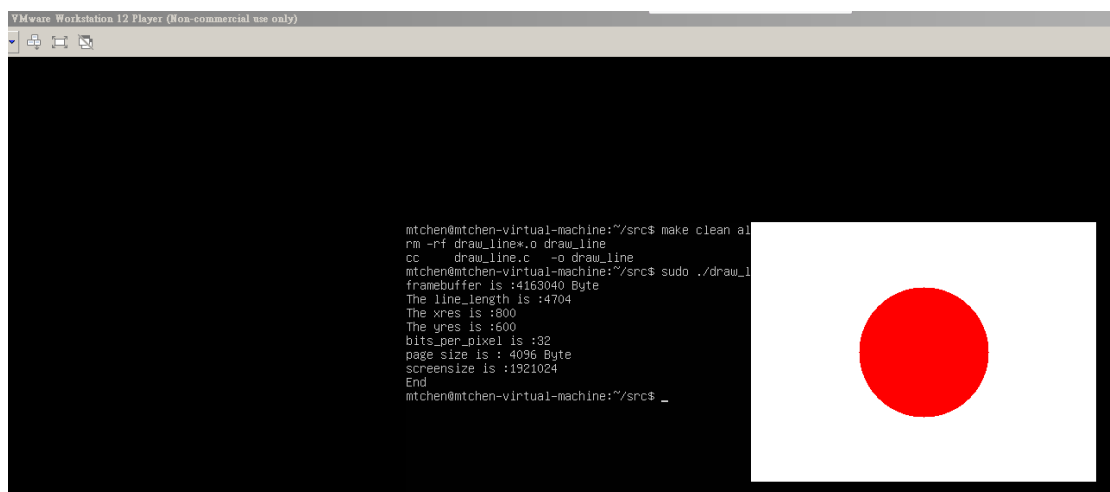 VMware Workstation 12 Player (Non-commercial use only)
mtchen@mtchen-virtual-machine:~/src$ make clean al
rm -rf draw_line*.o draw_line
cc     draw_line.c   -o draw_line
mtchen@mtchen-virtual-machine:~/src$ sudo ./draw_l
framebuffer is :4163040 Byte
The line_length is :4704
The xres is :800
The yres is :600
bits_per_pixel is :32
page size is : 4096 Byte
screensize is :1921024
End
mtchen@mtchen-virtual-machine:~/src$ _